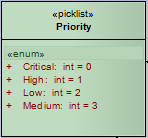 «picklist»
Priority
«enum»
+ Critical: int = 0
+ High: int = 1
+ Low: int = 2
+ Medium: int = 3